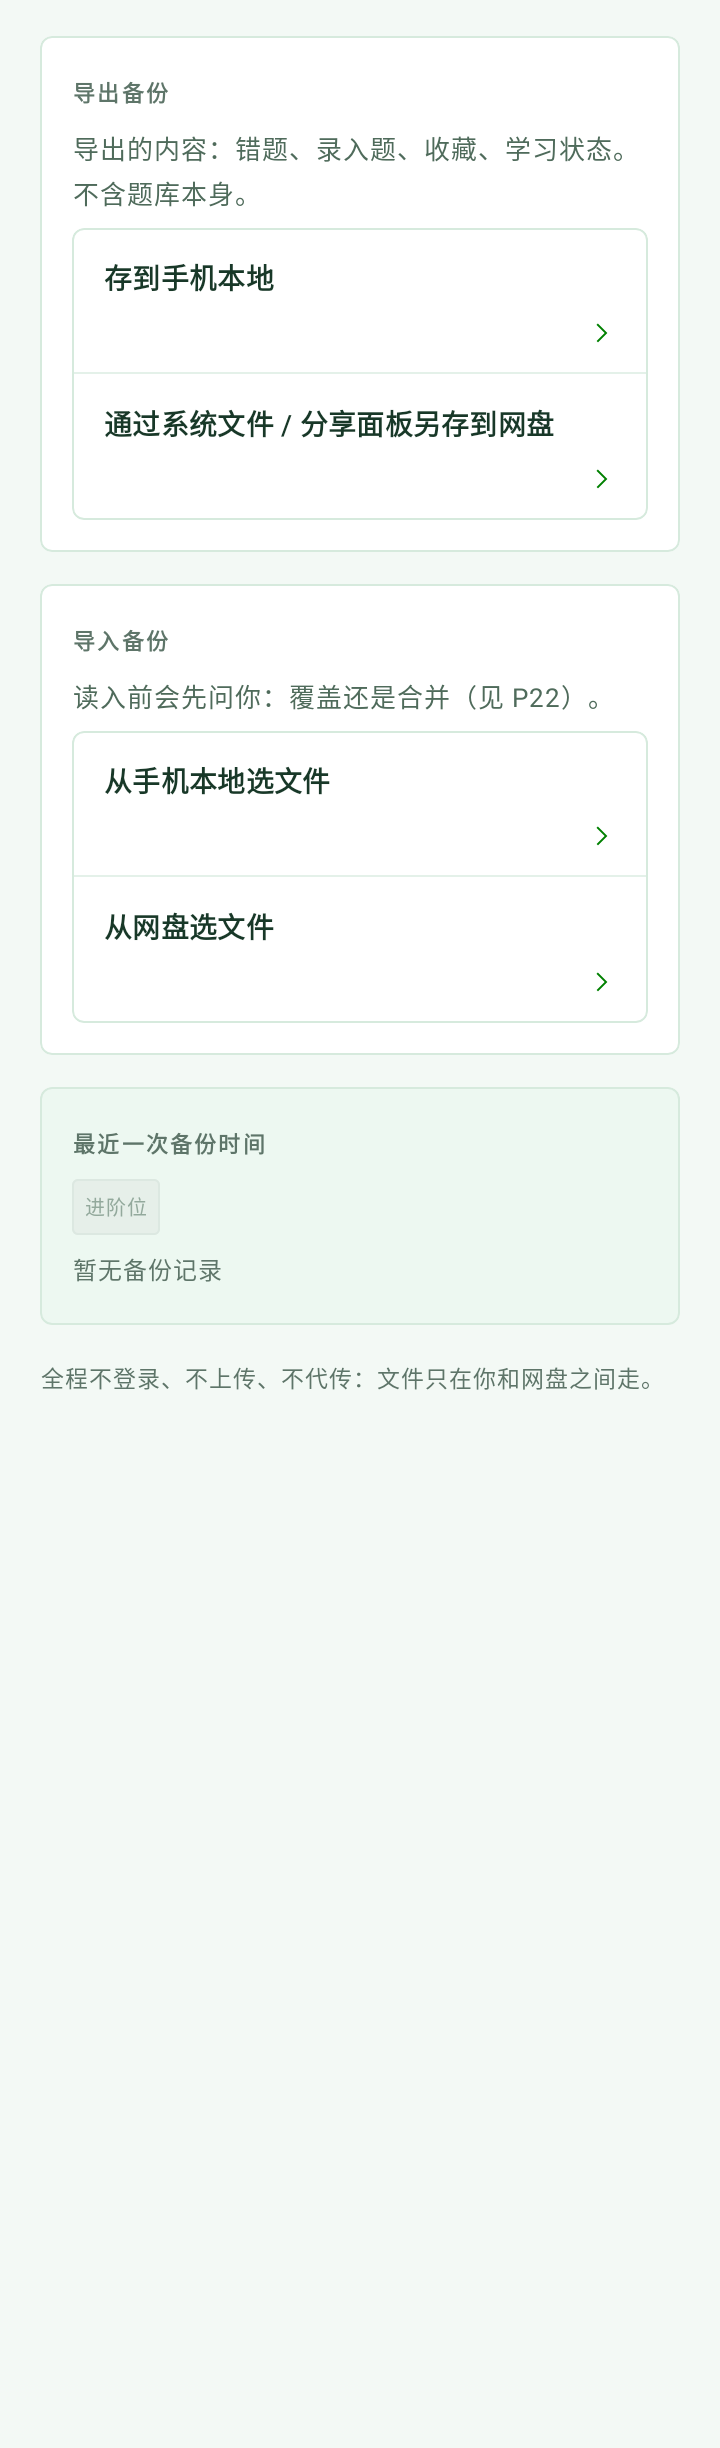 导出备份
导出的内容：错题、录入题、收藏、学习状态。
不含题库本身。
存到手机本地
通过系统文件 / 分享面板另存到网盘
导入备份
读入前会先问你：覆盖还是合并（见 P22）。
从手机本地选文件
从网盘选文件
最近一次备份时间
进阶位
暂无备份记录
全程不登录、不上传、不代传：文件只在你和网盘之间走。